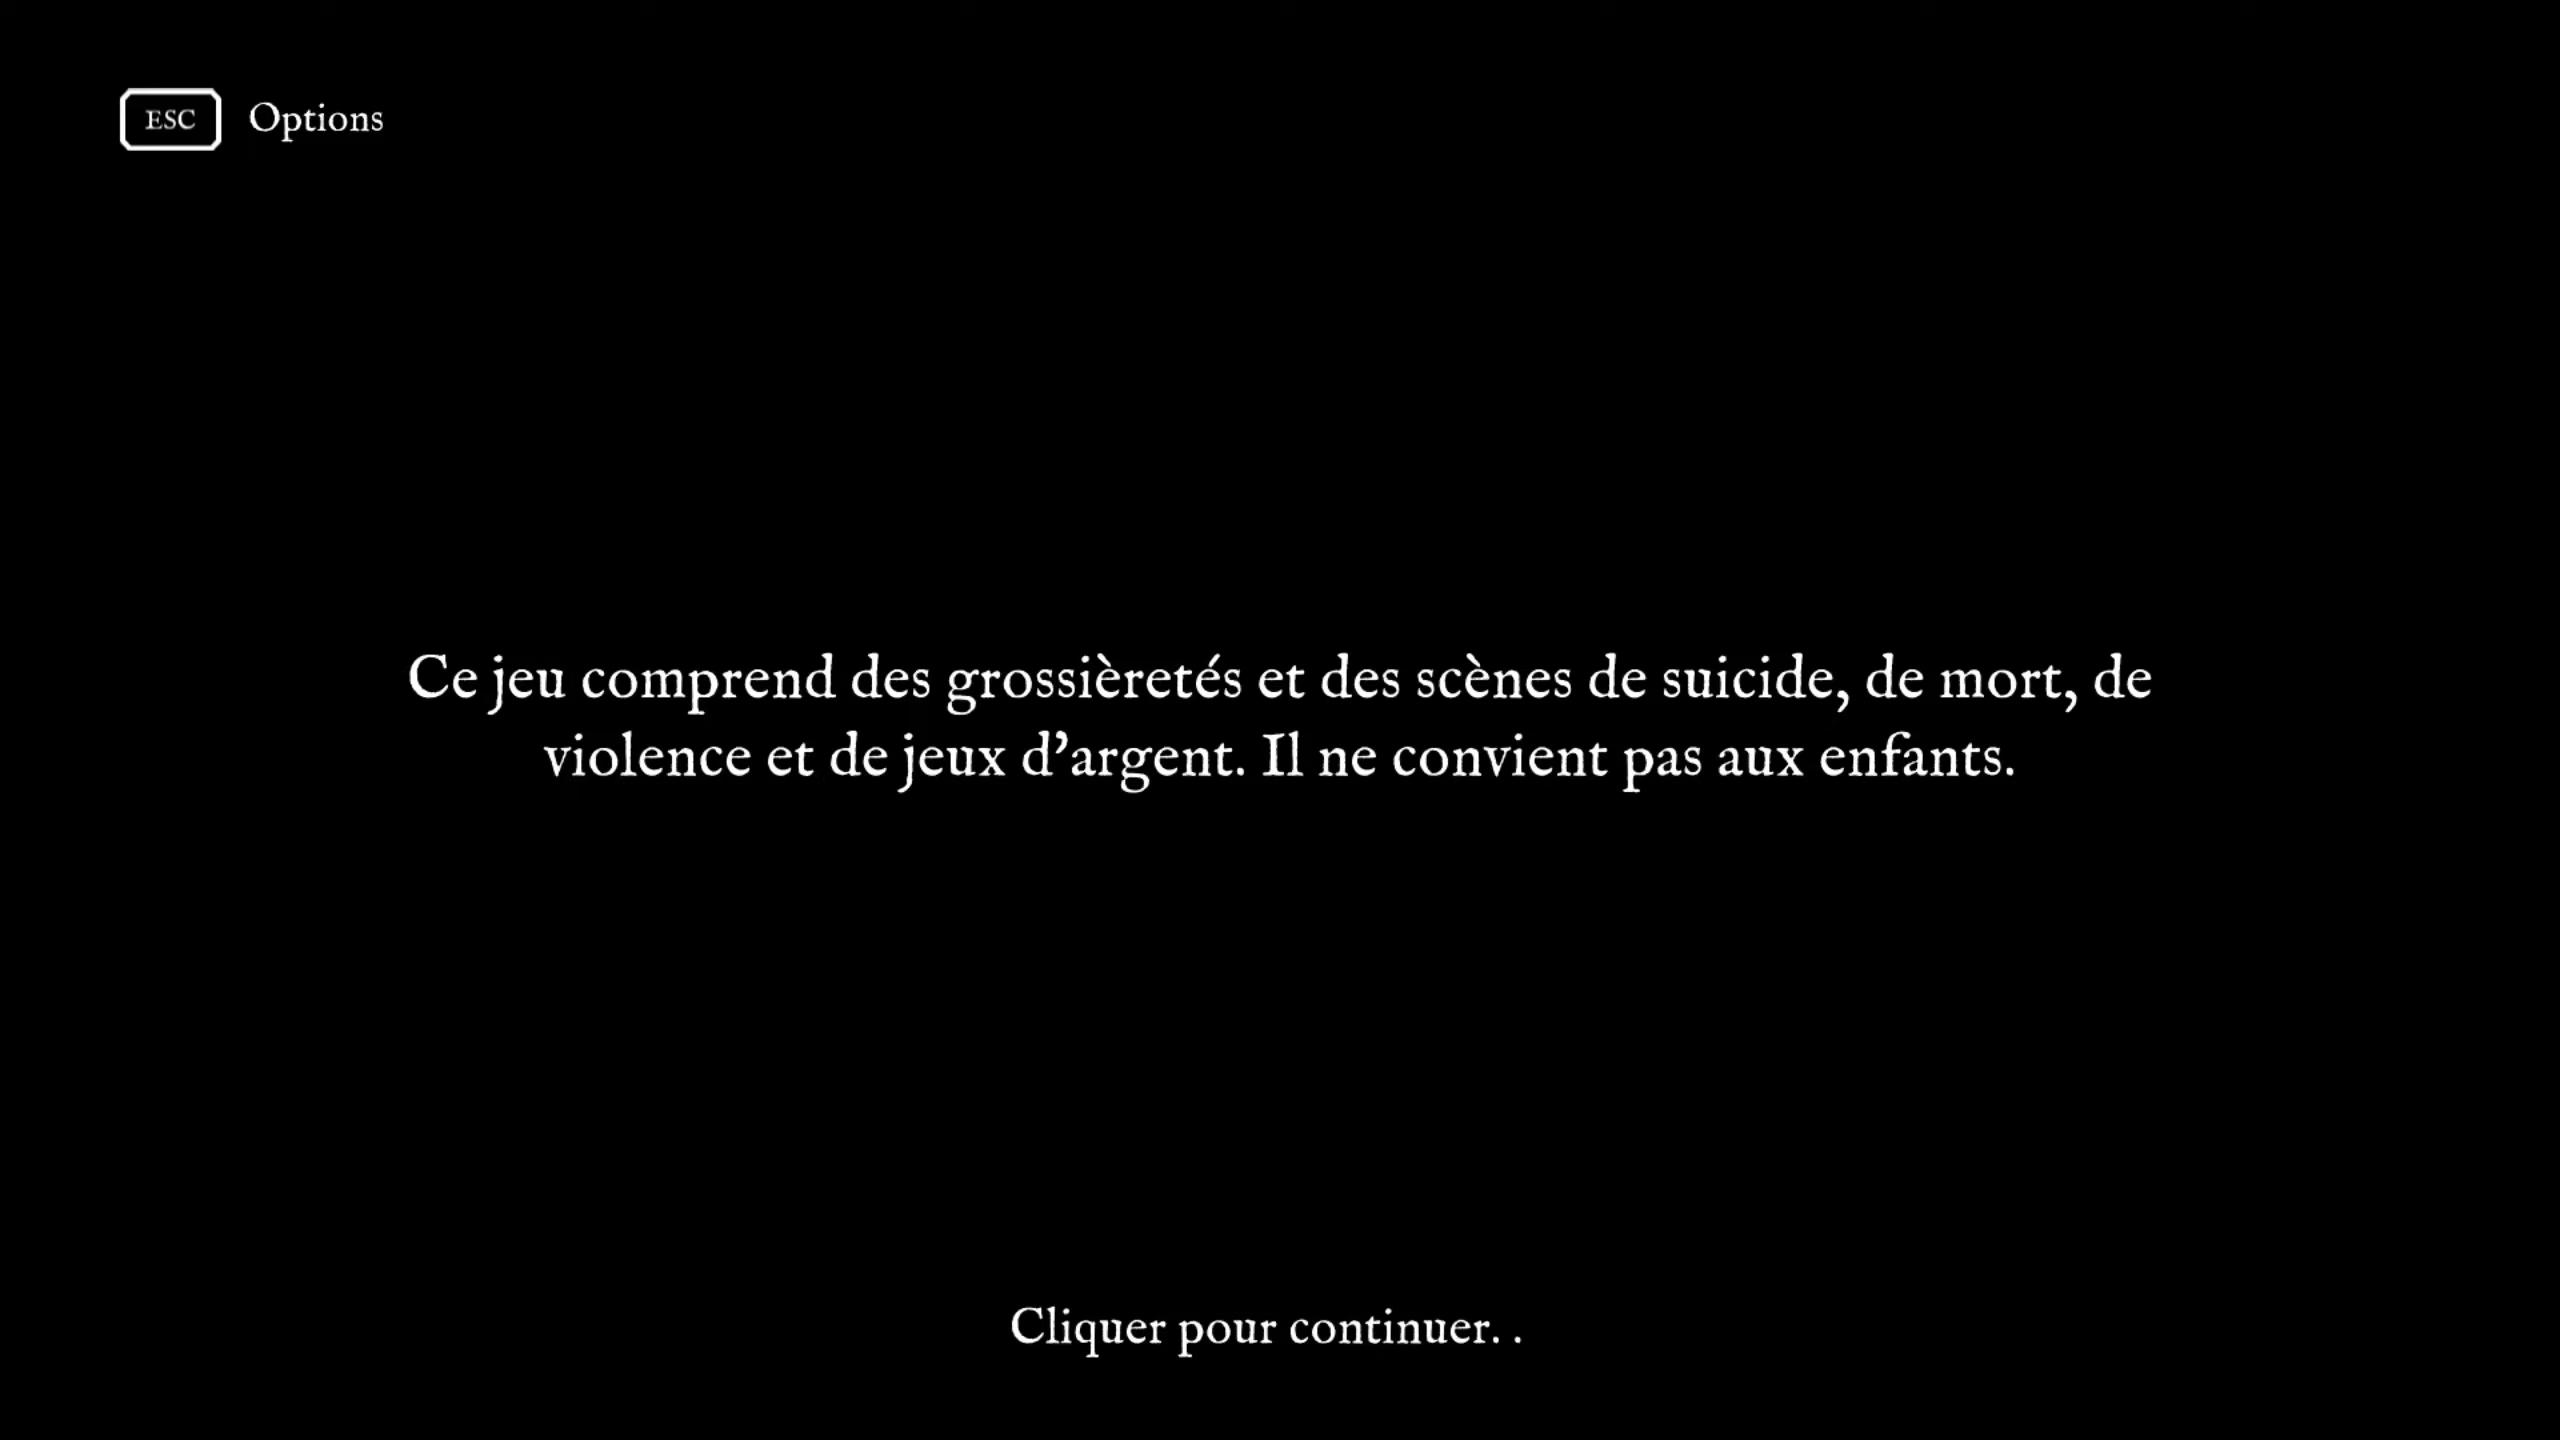 ESC Options
Ce jeu comprend des grossièretés et des scènes de suicide, de mort, de
violence et de jeux d’argent. Il ne convient pas aux enfants.
Cliquer pour continuer. .